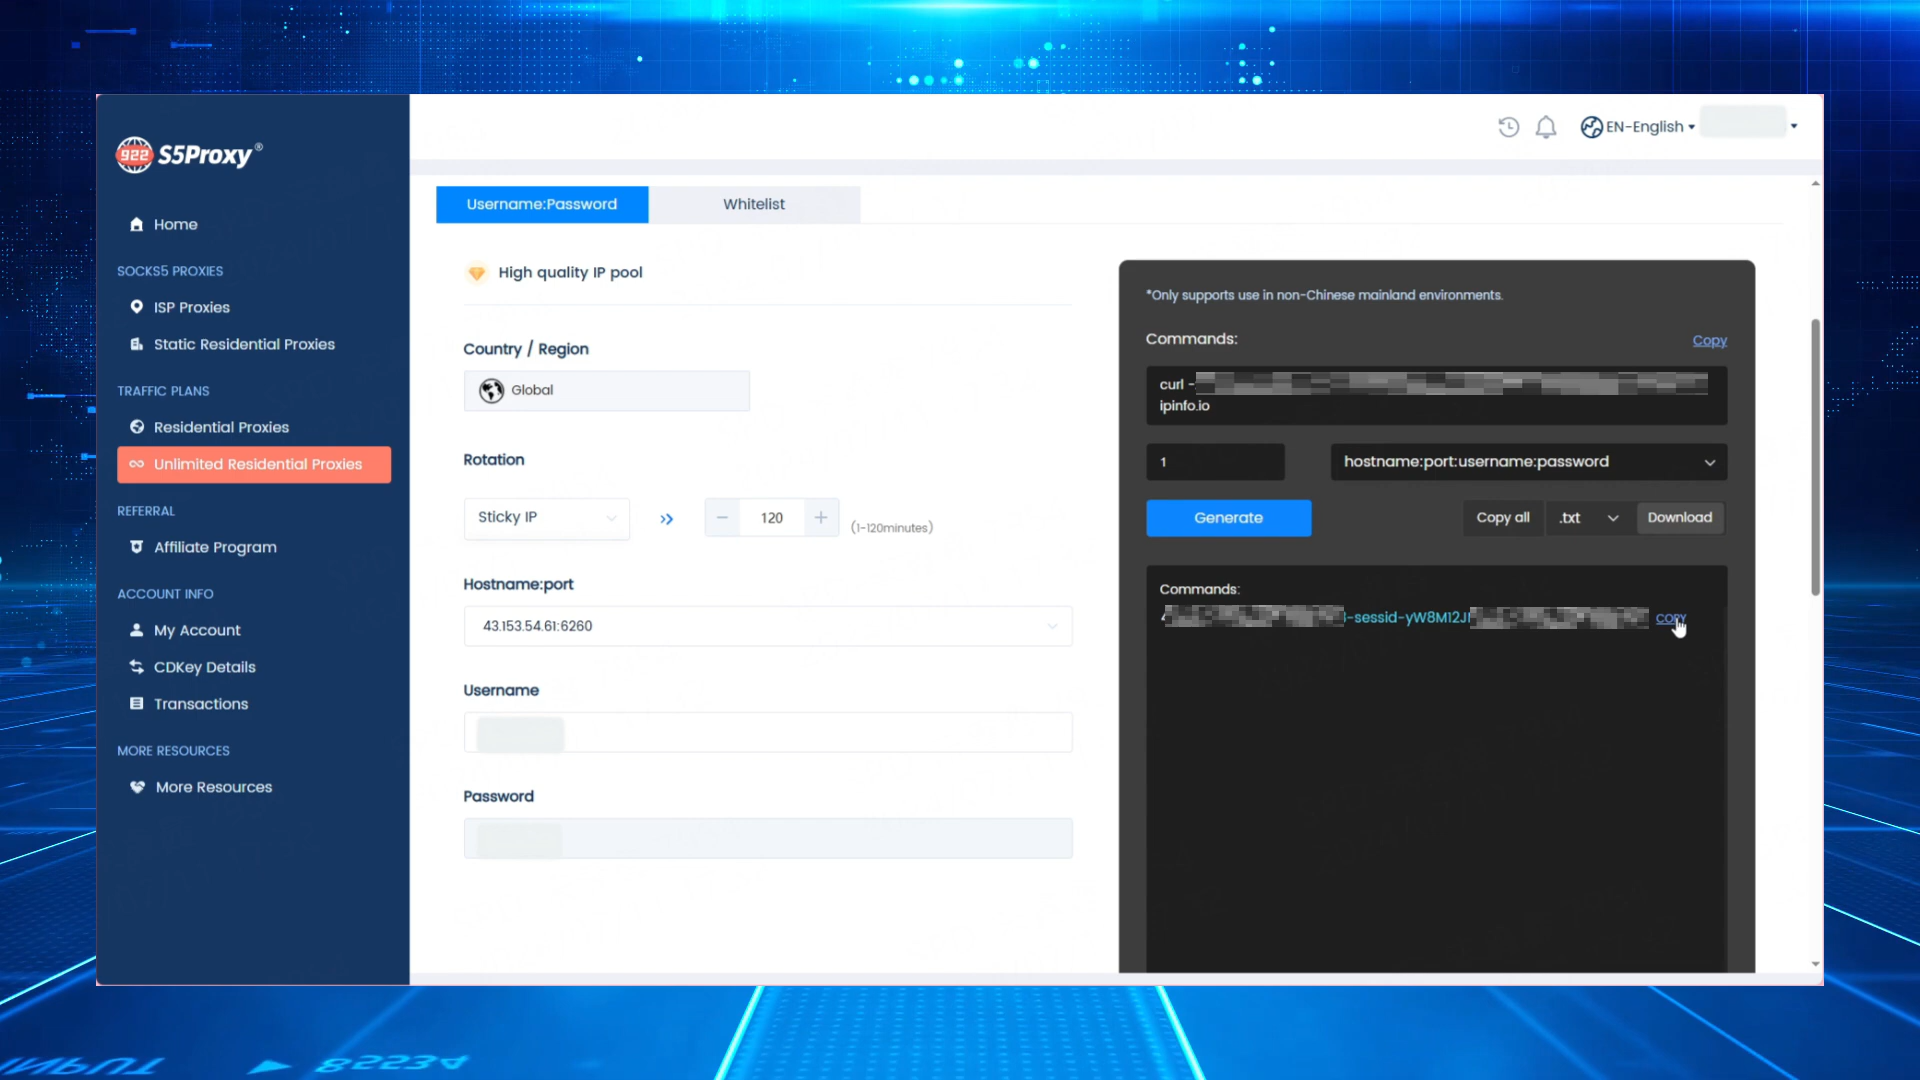 922 S5Proxy®
EN-English
Home
SOCKS5 PROXIES
ISP Proxies
Static Residential Proxies
TRAFFIC PLANS
Residential Proxies
Unlimited Residential Proxies
REFERRAL
Affiliate Program
ACCOUNT INFO
My Account
CDKey Details
Transactions
MORE RESOURCES
More Resources
Username:Password
Whitelist
High quality IP pool
Country / Region
Global
Rotation
Sticky IP
120
(1-120minutes)
Hostname:port
43.153.54.61:6260
Username
Password
*Only supports use in non-Chinese mainland environments.
Commands:
Copy
curl -
ipinfo.io
1
hostname:port:username:password
Generate
Copy all
.txt
Download
Commands:
-sessid-yW8M12J
COPY